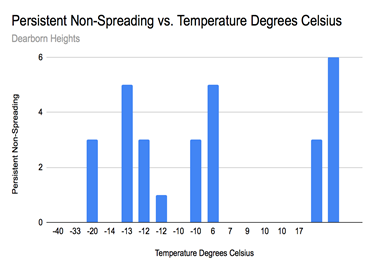 Persistent Non-Spreading vs. Temperature Degrees Celsius
Dearborn Heights
Persistent Non-Spreading
6
4
2
0
-40 -33 -20 -14 -13 -12 -12 -10 -10 6 7 9 10 10 17
Temperature Degrees Celsius